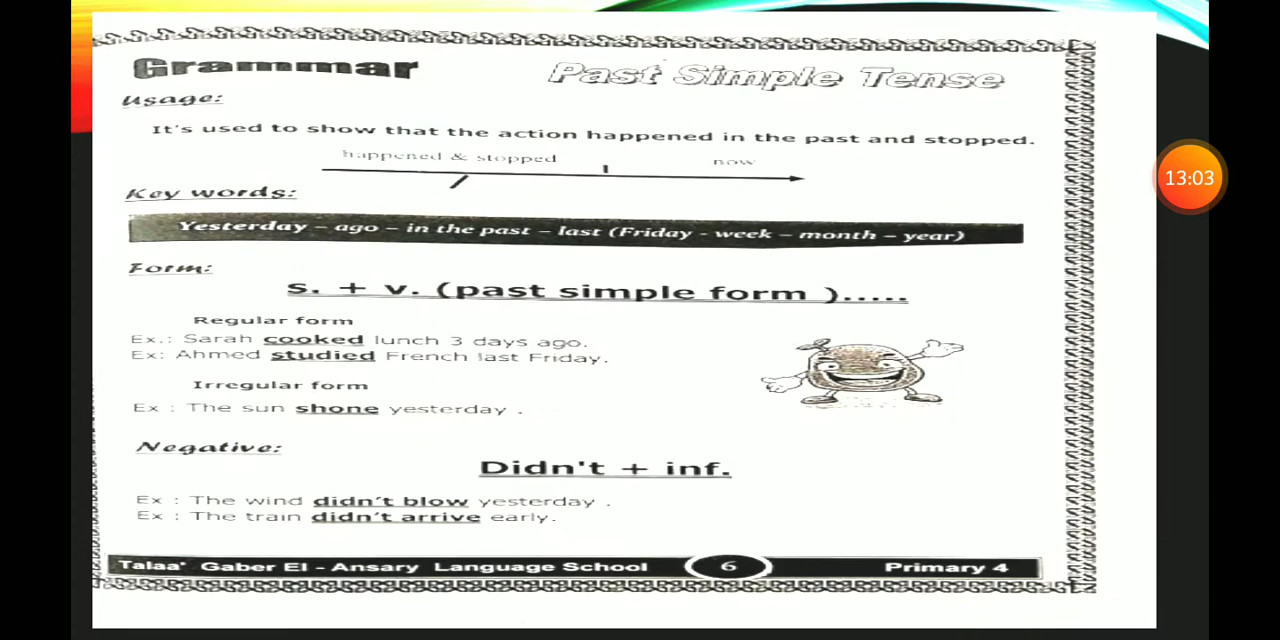 Grammar Past Simple Tense
Usage:
It's used to show that the action happened in the past and stopped.
happened & stopped now
Key words:
Yesterday – ago – in the past – last (Friday - week – month – year)
Form:
s. + v. (past simple form ).....
Regular form
Ex.: Sarah cooked lunch 3 days ago.
Ex: Ahmed studied French last Friday.
Irregular form
Ex : The sun shone yesterday .
Negative:
Didn't + inf.
Ex : The wind didn't blow yesterday .
Ex : The train didn't arrive early.
Talaa' Gaber El - Ansary Language School 6 Primary 4
13:03